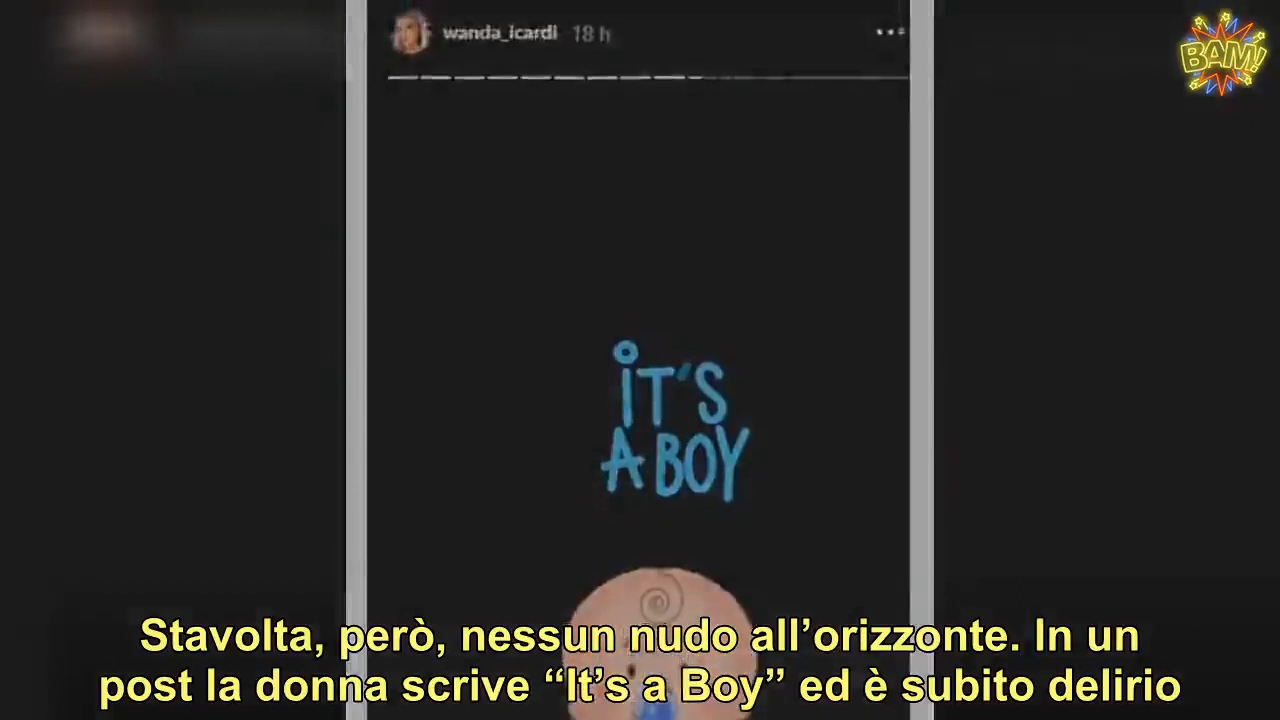 wanda_icardi 18 h
BAM!
iT'S
A BOY
Stavolta, però, nessun nudo all’orizzonte. In un
post la donna scrive “It’s a Boy” ed è subito delirio